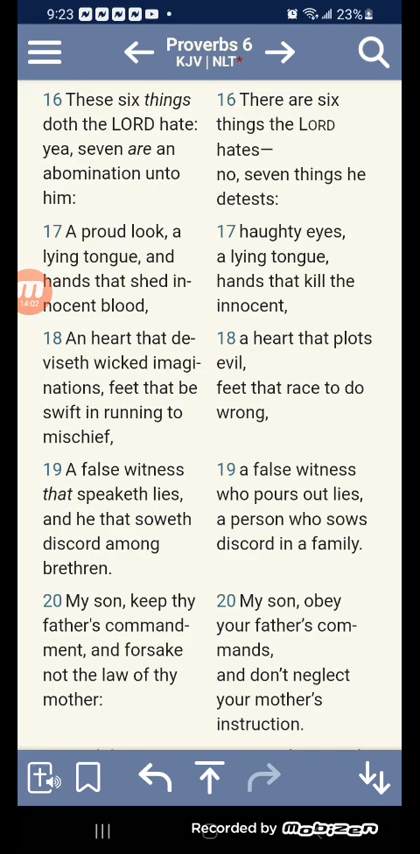 9:23
23%
Proverbs 6
KJV | NLT*
16 These six things
doth the LORD hate:
yea, seven are an
abomination unto
him:
17 A proud look, a
lying tongue, and
hands that shed in-
nocent blood,
18 An heart that de-
viseth wicked imagi-
nations, feet that be
swift in running to
mischief,
19 A false witness
that speaketh lies,
and he that soweth
discord among
brethren.
20 My son, keep thy
father's command-
ment, and forsake
not the law of thy
mother:
16 There are six
things the LORD
hates—
no, seven things he
detests:
17 haughty eyes,
a lying tongue,
hands that kill the
innocent,
18 a heart that plots
evil,
feet that race to do
wrong,
19 a false witness
who pours out lies,
a person who sows
discord in a family.
20 My son, obey
your father’s com-
mands,
and don’t neglect
your mother’s
instruction.
14:02
Recorded by Mobizen